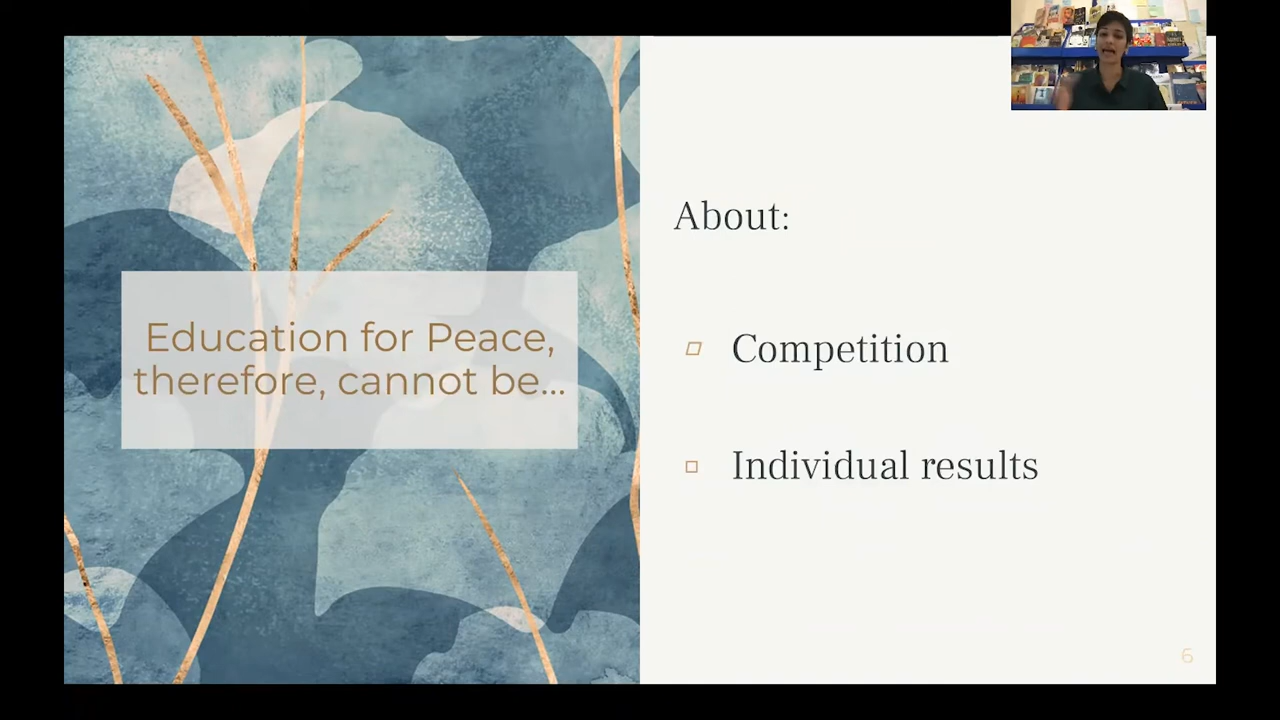 Education for Peace,
therefore, cannot be...
About:
Competition
Individual results
6